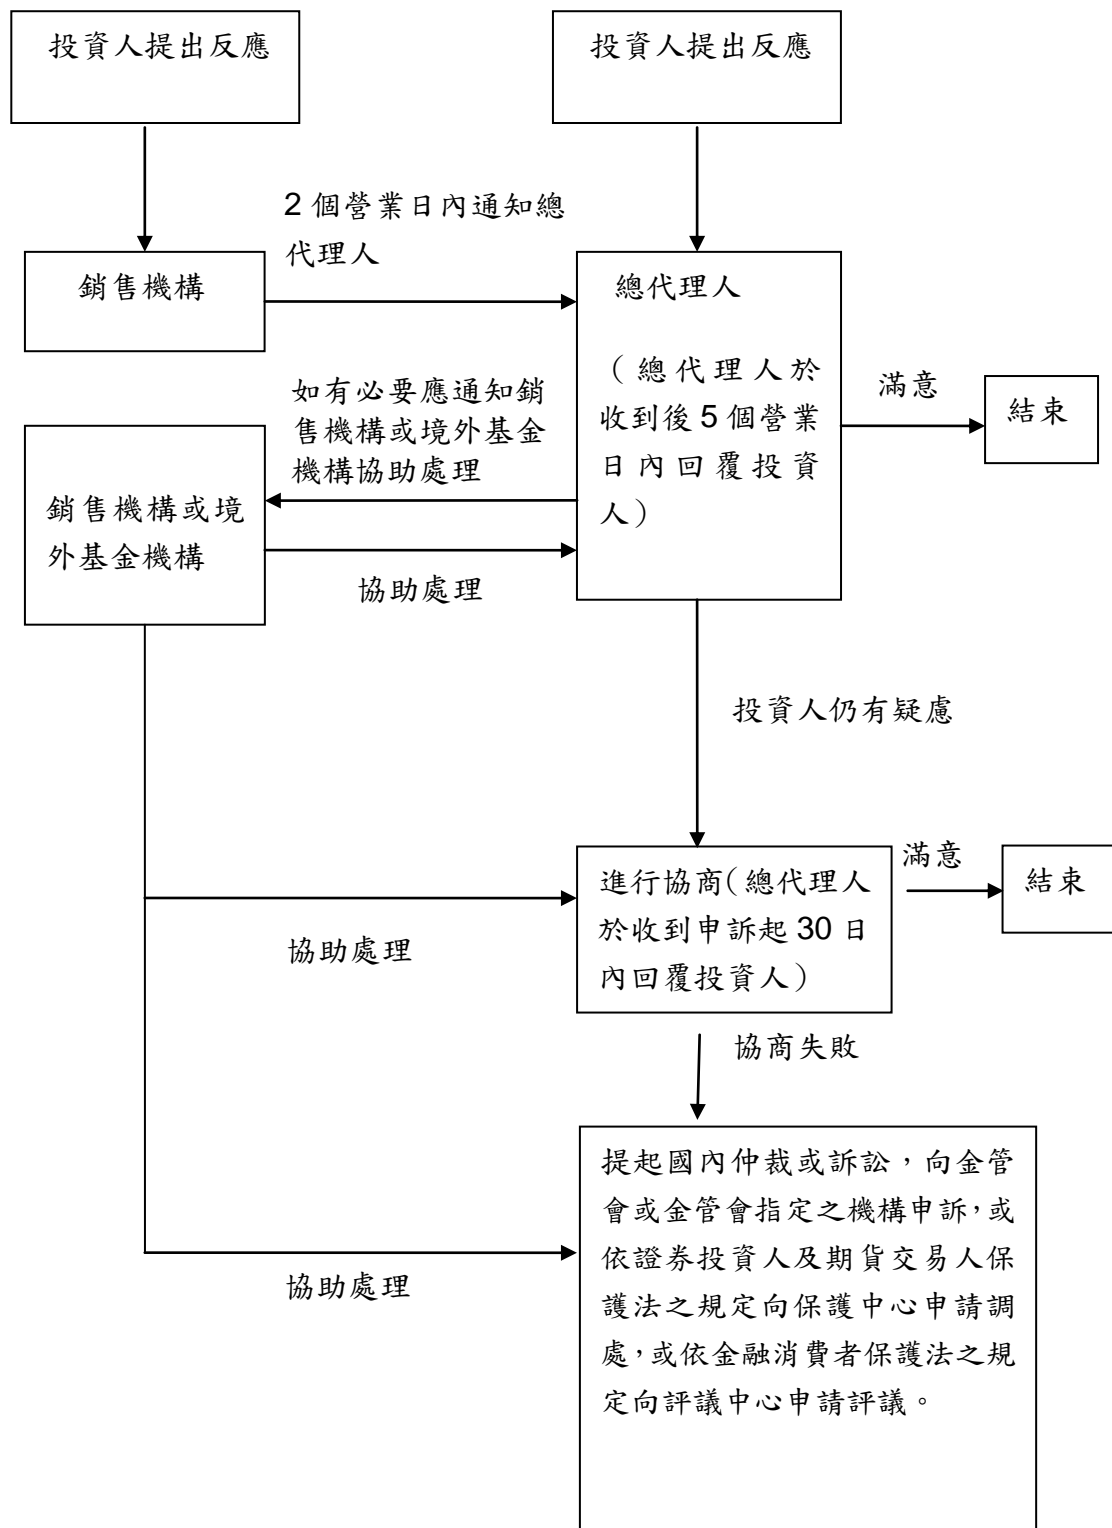 投資人提出反應
投資人提出反應
2 個營業日內通知總
代理人
銷售機構
總代理人
（總代理人於
收到後 5 個營業
日內回覆投資
人）
滿意
結束
如有必要應通知銷
售機構或境外基金
機構協助處理
銷售機構或境
外基金機構
協助處理
投資人仍有疑慮
進行協商（總代理人
於收到申訴起 30 日
內回覆投資人）
滿意
結束
協助處理
協商失敗
提起國內仲裁或訴訟，向金管
會或金管會指定之機構申訴，或
依證券投資人及期貨交易人保
護法之規定向保護中心申請調
處，或依金融消費者保護法之規
定向評議中心申請評議。
協助處理